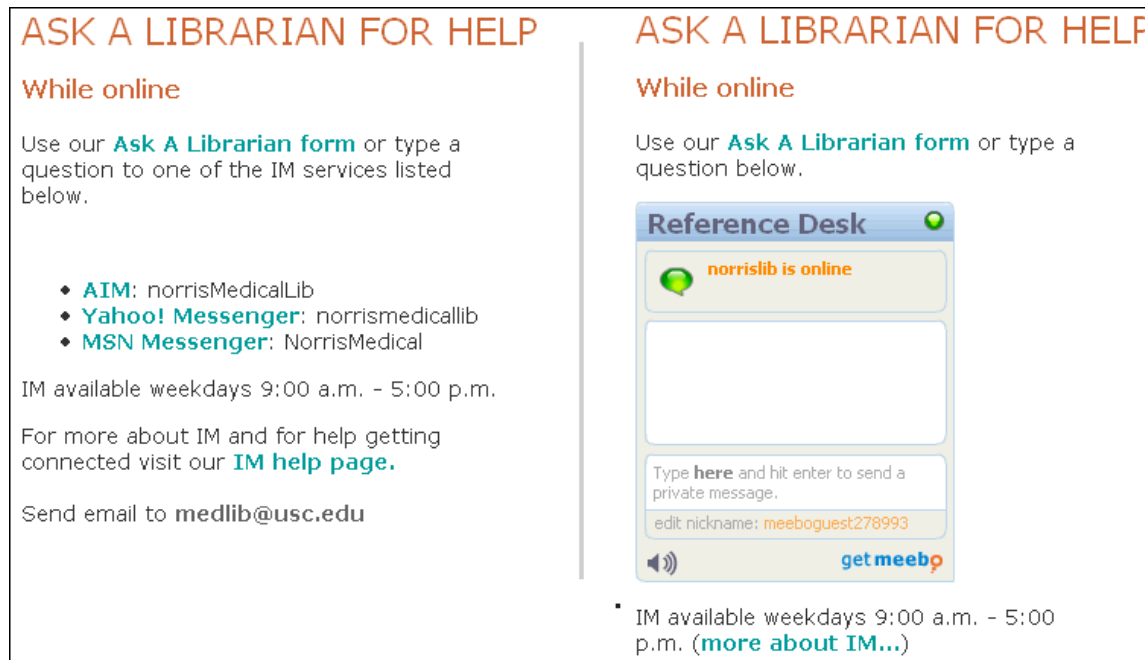 ASK A LIBRARIAN FOR HELP
While online
Use our Ask A Librarian form or type a
question to one of the IM services listed
below.
• AIM: norrisMedicalLib
• Yahoo! Messenger: norrismedicallib
• MSN Messenger: NorrisMedical
IM available weekdays 9:00 a.m. - 5:00 p.m.
For more about IM and for help getting
connected visit our IM help page.
Send email to medlib@usc.edu
ASK A LIBRARIAN FOR HELP
While online
Use our Ask A Librarian form or type a
question below.
Reference Desk
norrislib is online
Type here and hit enter to send a
private message.
edit nickname: meeboguest278993
get meebo
IM available weekdays 9:00 a.m. - 5:00
p.m. (more about IM...)